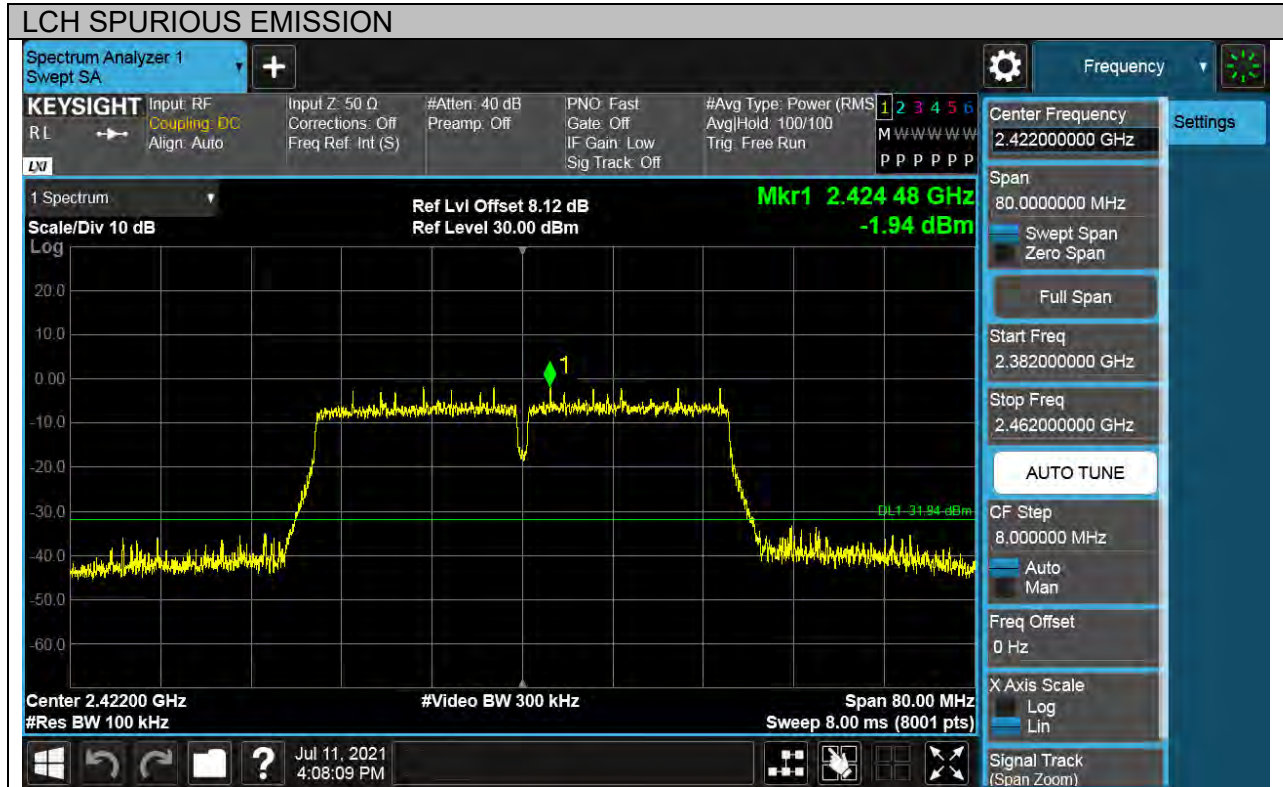 LCH SPURIOUS EMISSION
Spectrum Analyzer 1
Swept SA
Frequency
KEYSIGHT
RL
LXI
Input: RF
Coupling: DC
Align: Auto
Input Z: 50 Ω
Corrections: Off
Freq Ref: Int (S)
#Atten: 40 dB
Preamp: Off
PNO: Fast
Gate: Off
IF Gain: Low
Sig Track: Off
#Avg Type: Power (RMS
Avg|Hold: 100/100
Trig: Free Run
1 2 3 4 5 6
M W W W W W
P P P P P P
1 Spectrum
Scale/Div 10 dB
Ref Lvl Offset 8.12 dB
Ref Level 30.00 dBm
Mkr1 2.424 48 GHz
-1.94 dBm
Log
20.0
10.0
0.00
-10.0
-20.0
-30.0
-40.0
-50.0
-60.0
1
DL1 -31.94 dBm
Center 2.42200 GHz
#Res BW 100 kHz
#Video BW 300 kHz
Span 80.00 MHz
Sweep 8.00 ms (8001 pts)
Center Frequency
2.422000000 GHz
Settings
Span
80.0000000 MHz
Swept Span
Zero Span
Full Span
Start Freq
2.382000000 GHz
Stop Freq
2.462000000 GHz
AUTO TUNE
CF Step
8.000000 MHz
Auto
Man
Freq Offset
0 Hz
X Axis Scale
Log
Lin
Signal Track
(Span Zoom)
?
Jul 11, 2021
4:08:09 PM